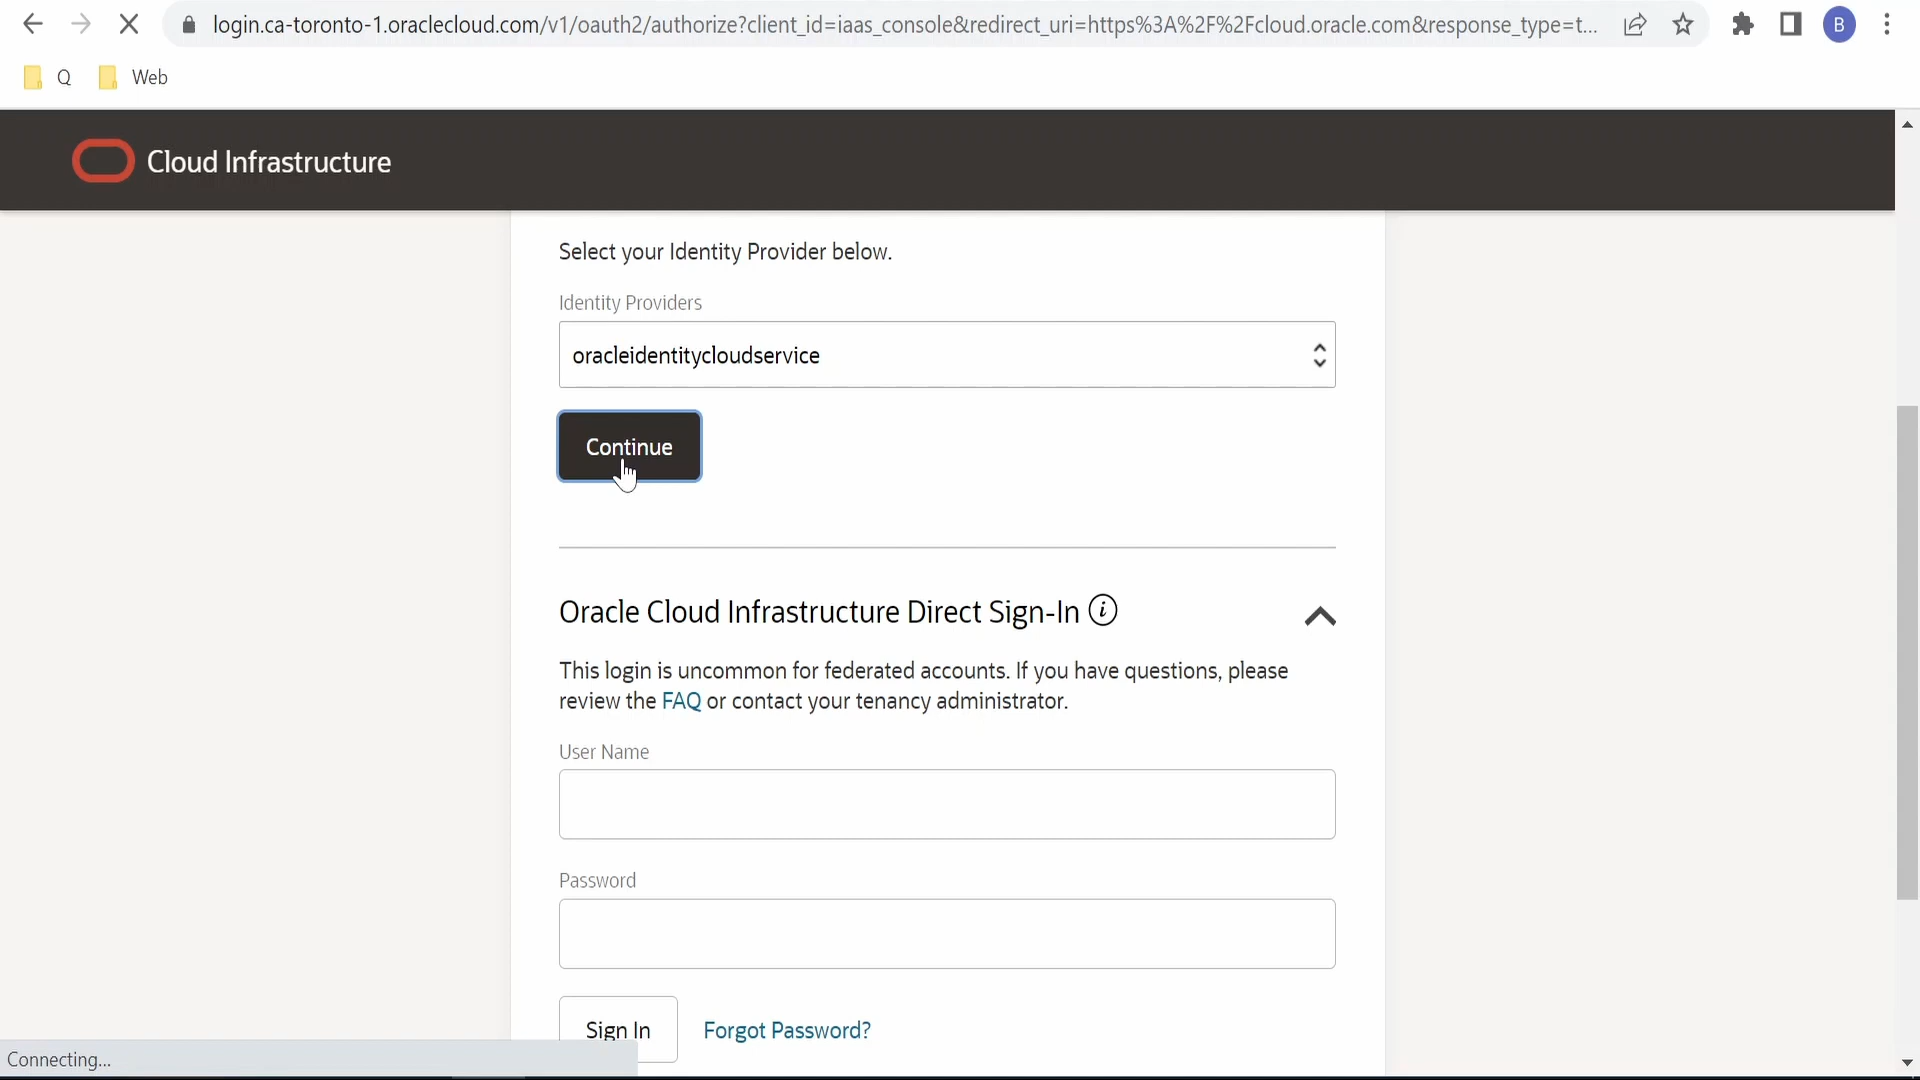 login.ca-toronto-1.oraclecloud.com/v1/oauth2/authorize?client_id=iaas_console&redirect_uri=https%3A%2F%2Fcloud.oracle.com&response_type=t...
B
Q
Web
Cloud Infrastructure
Select your Identity Provider below.
Identity Providers
oracleidentitycloudservice
Continue
Oracle Cloud Infrastructure Direct Sign-In i
This login is uncommon for federated accounts. If you have questions, please
review the FAQ or contact your tenancy administrator.
User Name
Password
Sign In Forgot Password?
Connecting...